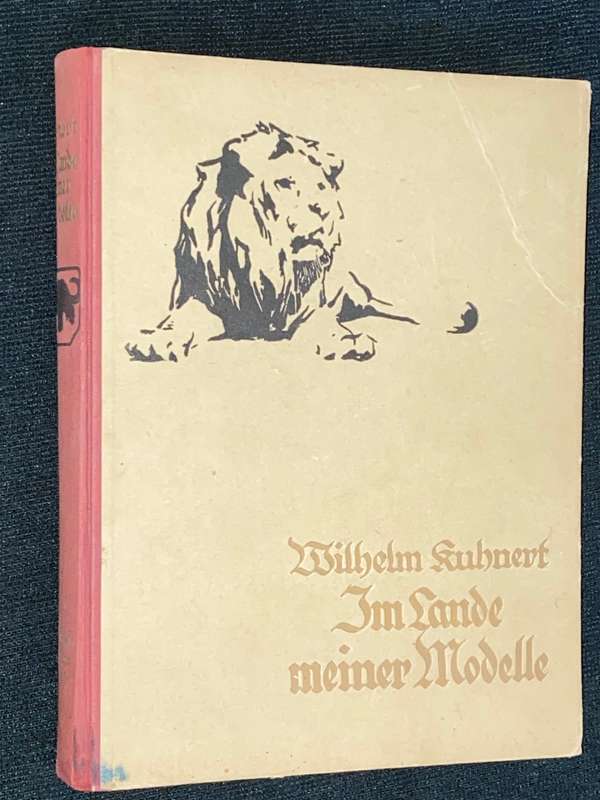 Wilhelm Kuhnert
Im Lande
meiner Modelle